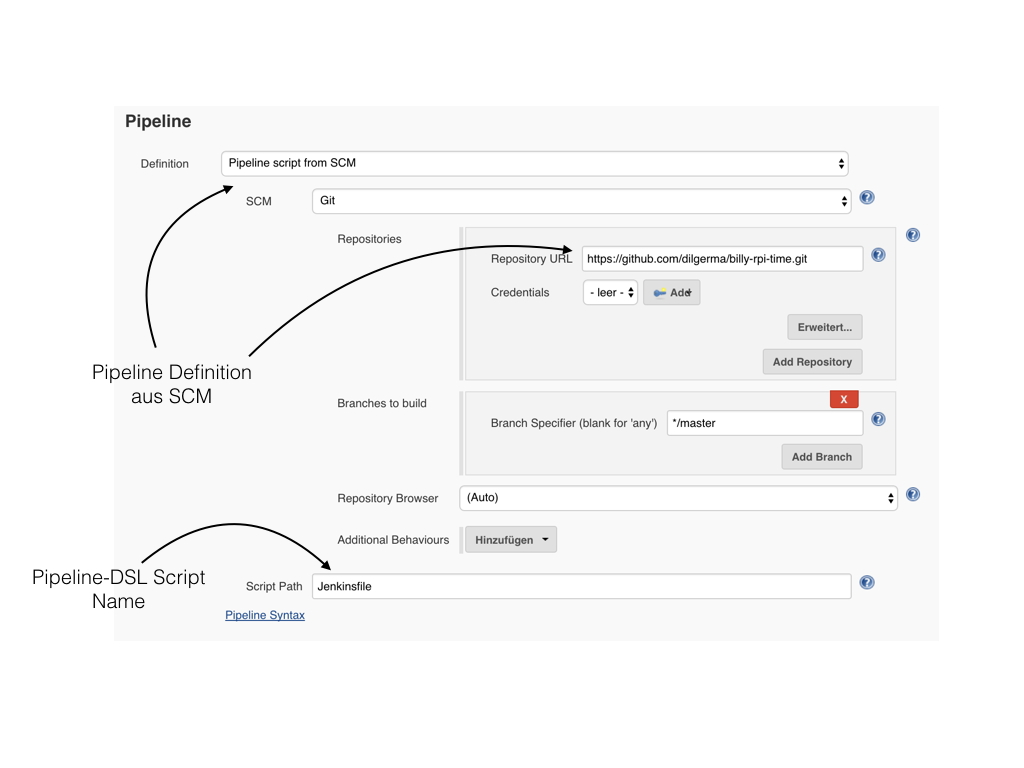 Pipeline
Definition
Pipeline script from SCM
SCM
Git
Repositories
Repository URL
https://github.com/dilgerma/billy-rpi-time.git
Credentials
- leer -
Add
Erweitert...
Add Repository
Pipeline Definition
aus SCM
Branches to build
X
Branch Specifier (blank for 'any')
*/master
Add Branch
Repository Browser
(Auto)
Additional Behaviours
Hinzufügen
Pipeline-DSL Script
Name
Script Path
Jenkinsfile
Pipeline Syntax